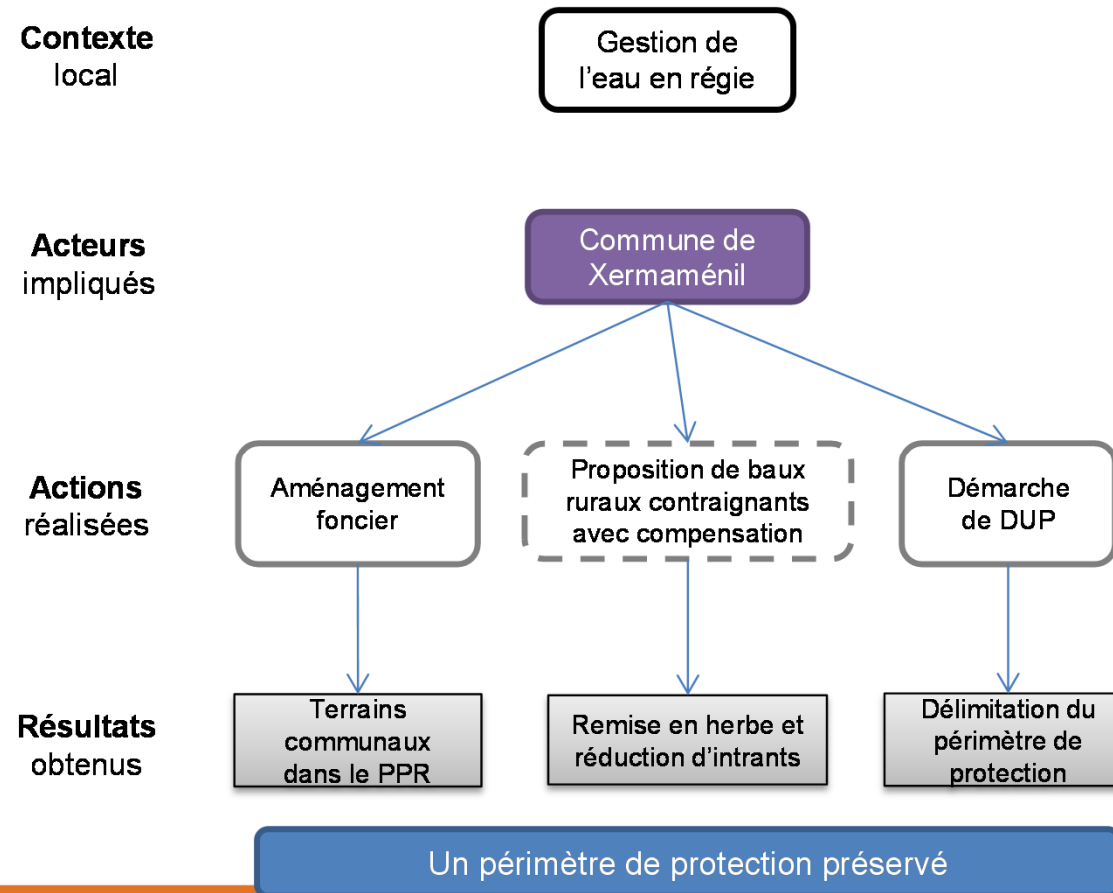 Contexte
local
Gestion de
l'eau en régie
Acteurs
impliqués
Commune de
Xermaménil
Actions
réalisées
Aménagement
foncier
Proposition de baux
ruraux contraignants
avec compensation
Démarche
de DUP
Résultats
obtenus
Terrains
communaux
dans le PPR
Remise en herbe et
réduction d'intrants
Délimitation du
périmètre de
protection
Un périmètre de protection préservé